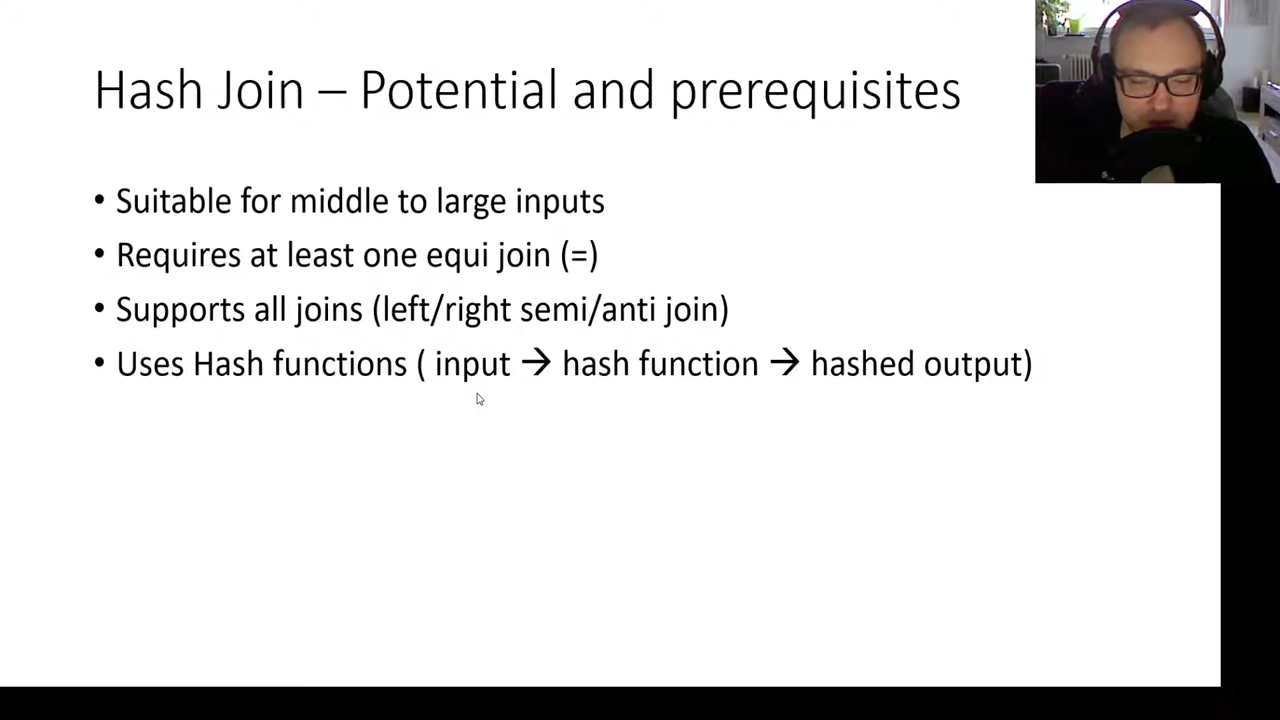 Hash Join – Potential and prerequisites
• Suitable for middle to large inputs
• Requires at least one equi join (=)
• Supports all joins (left/right semi/anti join)
• Uses Hash functions ( input → hash function → hashed output)